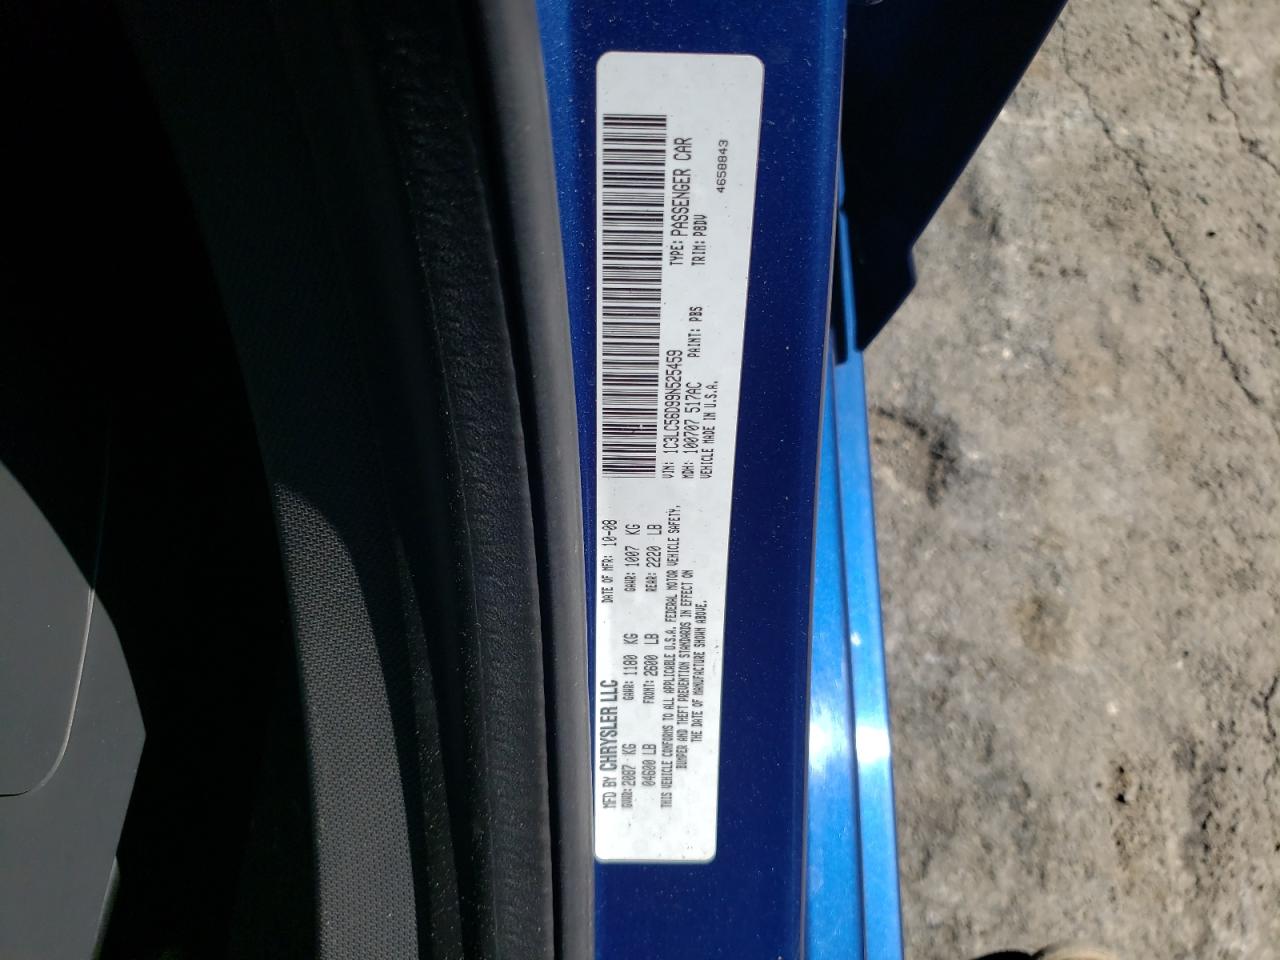 MFD BY CHRYSLER LLC DATE OF MFR: 10-08
GVWR: 2087 KG GAWR: 1180 KG GAWR: 1007 KG
04600 LB FRONT: 2600 LB REAR: 2220 LB
THIS VEHICLE CONFORMS TO ALL APPLICABLE U.S.A. FEDERAL MOTOR VEHICLE SAFETY,
BUMPER AND THEFT PREVENTION STANDARDS IN EFFECT ON
THE DATE OF MANUFACTURE SHOWN ABOVE.
VIN: 1C3LC56D99N525459 TYPE: PASSENGER CAR
MDH: 100707 517AC PAINT: PBS TRIM: PBDV
VEHICLE MADE IN U.S.A.
4658843